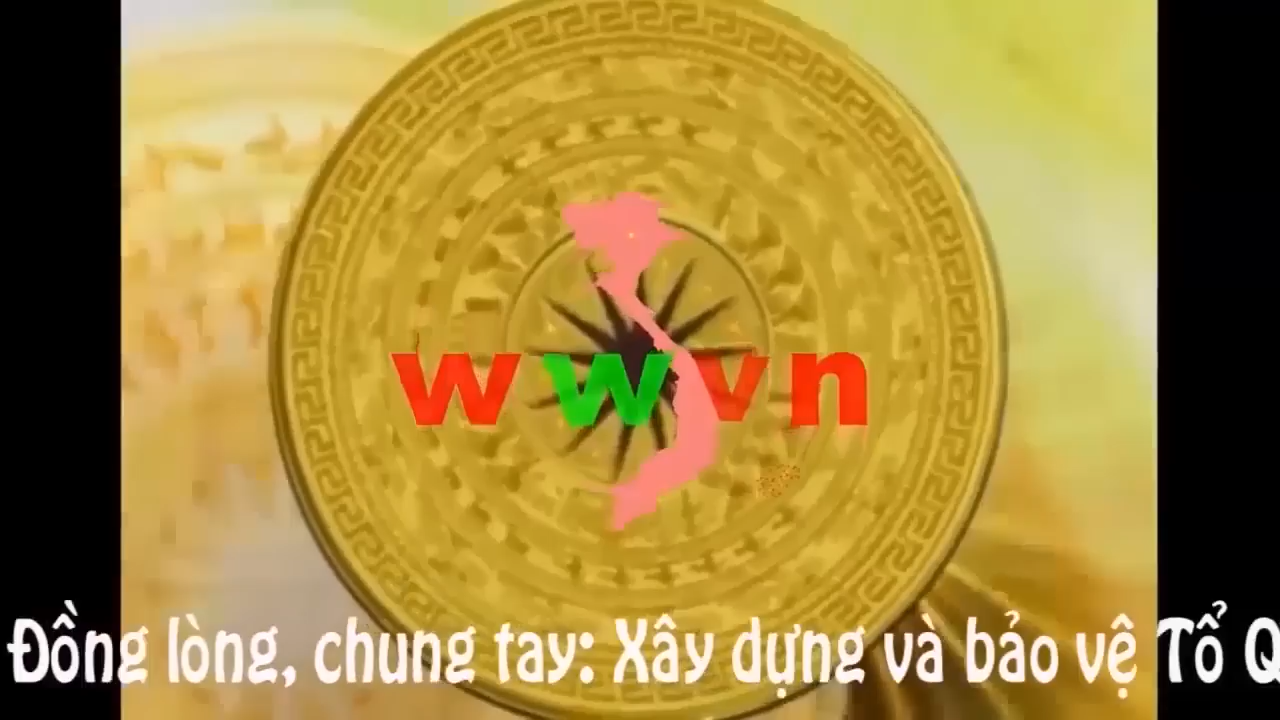 wwvn
Đồng lòng, chung tay: Xây dựng và bảo vệ Tổ Q